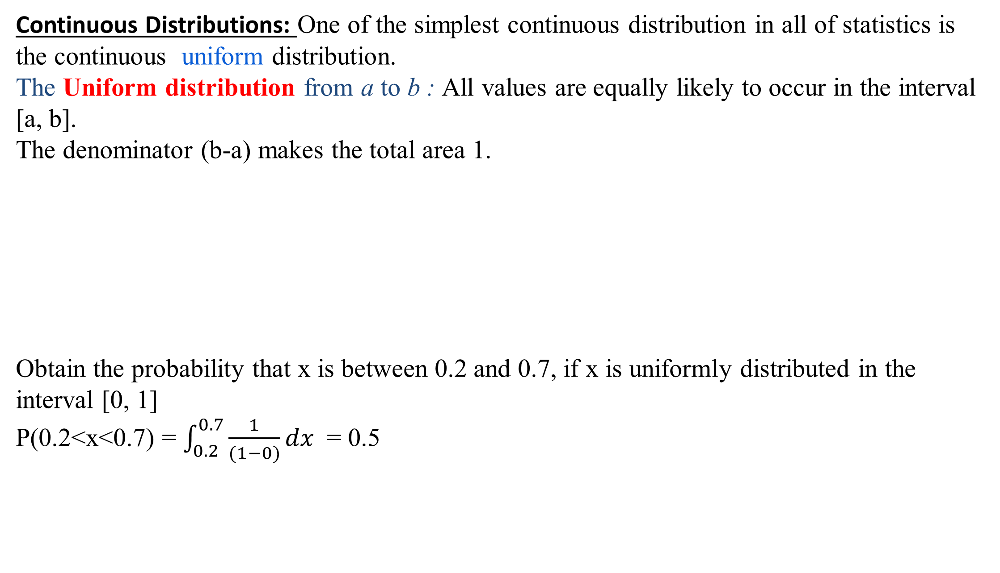 Continuous Distributions: One of the simplest continuous distribution in all of statistics is
the continuous uniform distribution.
The Uniform distribution from a to b : All values are equally likely to occur in the interval
[a, b].
The denominator (b-a) makes the total area 1.
Obtain the probability that x is between 0.2 and 0.7, if x is uniformly distributed in the
interval [0, 1]
P(0.2<x<0.7) = ∫_{0.2}^{0.7} \frac{1}{(1−0)} dx = 0.5